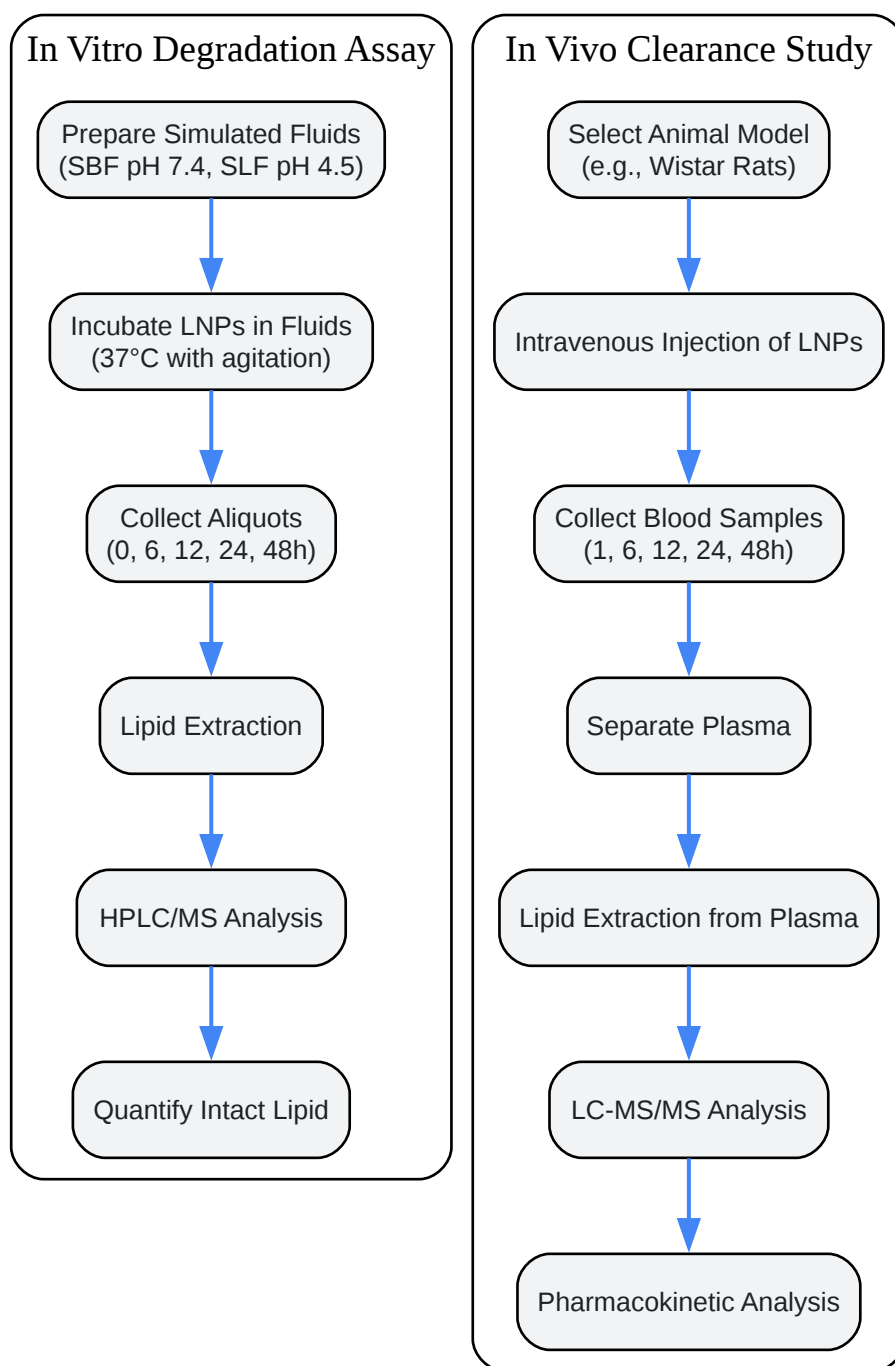 In Vitro Degradation Assay
Prepare Simulated Fluids
(SBF pH 7.4, SLF pH 4.5)
Incubate LNPs in Fluids
(37°C with agitation)
Collect Aliquots
(0, 6, 12, 24, 48h)
Lipid Extraction
HPLC/MS Analysis
Quantify Intact Lipid
In Vivo Clearance Study
Select Animal Model
(e.g., Wistar Rats)
Intravenous Injection of LNPs
Collect Blood Samples
(1, 6, 12, 24, 48h)
Separate Plasma
Lipid Extraction from Plasma
LC-MS/MS Analysis
Pharmacokinetic Analysis